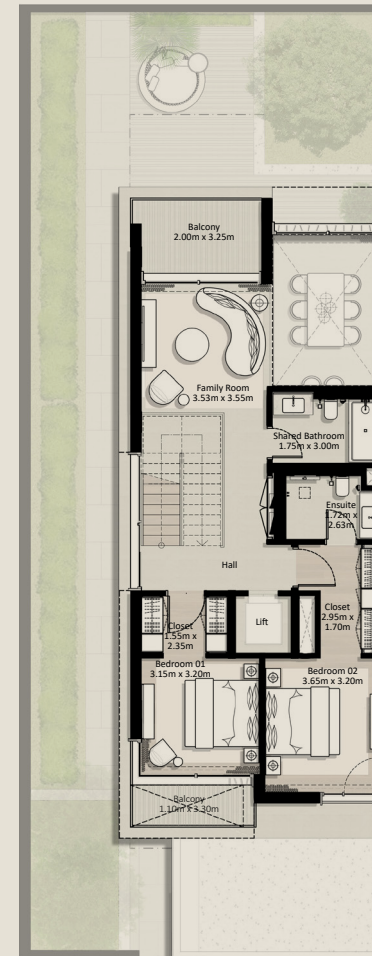 Balcony
2.00m x 3.25m
Family Room
3.53m x 3.55m
Shared Bathroom
1.75m x 3.00m
Ensuite
1.72m x
2.63m
Hall
Closet
1.55m x
2.35m
Lift
Closet
2.95m x
1.70m
Bedroom 01
3.15m x 3.20m
Bedroom 02
3.65m x 3.20m
Balcony
1.10m x 3.30m